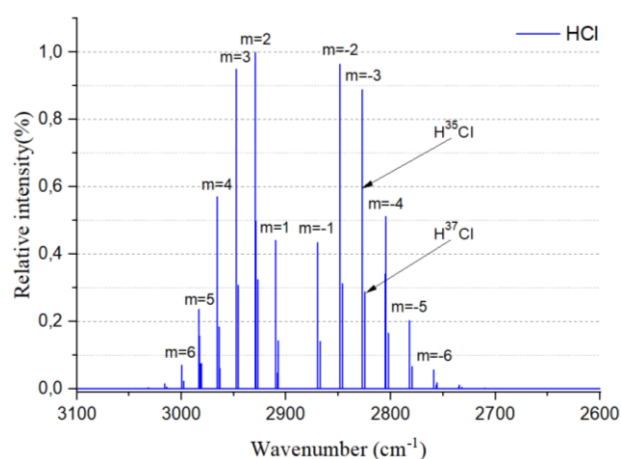 HCl
m=2
m=3
m=-2
m=-3
H35Cl
m=4
m=-4
m=1
m=-1
H37Cl
m=5
m=-5
m=6
m=-6
1,0
0,8
0,6
0,4
0,2
0,0
Relative intensity(%)
3100 3000 2900 2800 2700 2600
Wavenumber (cm-1)